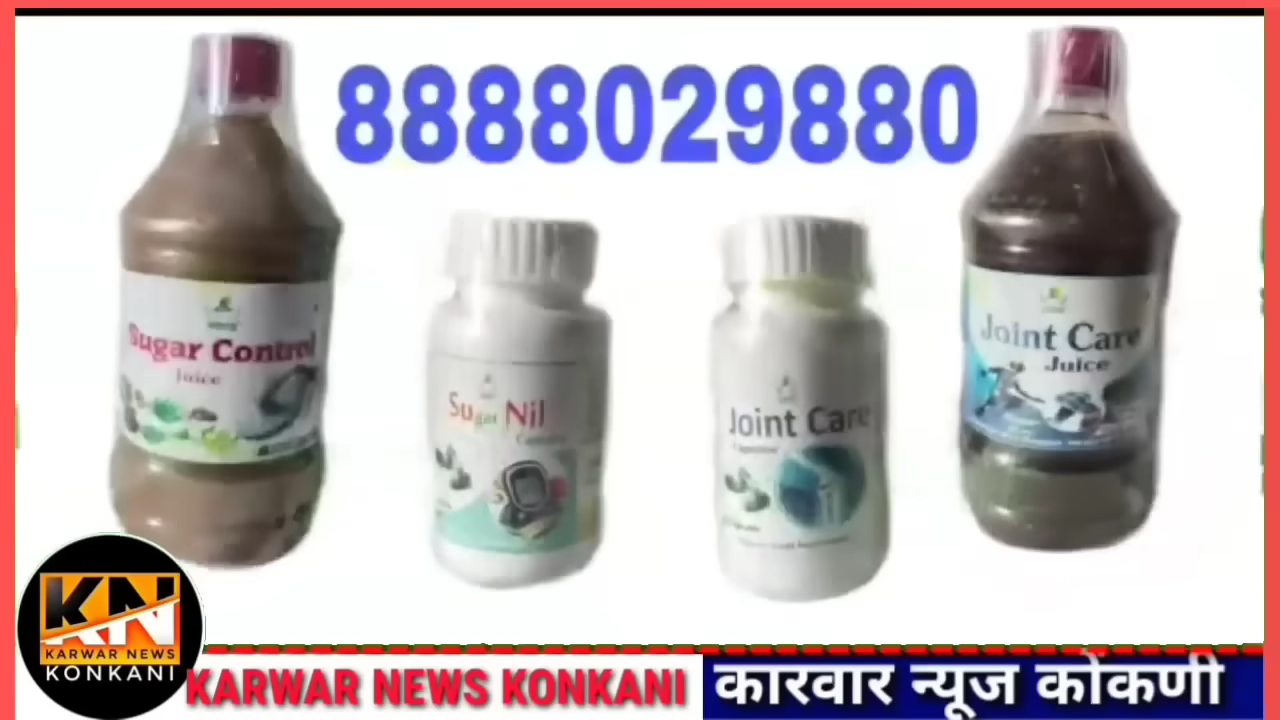 8888029880
Sugar Control
Juice
Sugar Nil
Joint Care
Joint Care
Juice
KN
KARWAR NEWS
KONKANI
KARWAR NEWS KONKANI
कारवार न्यूज कोंकणी